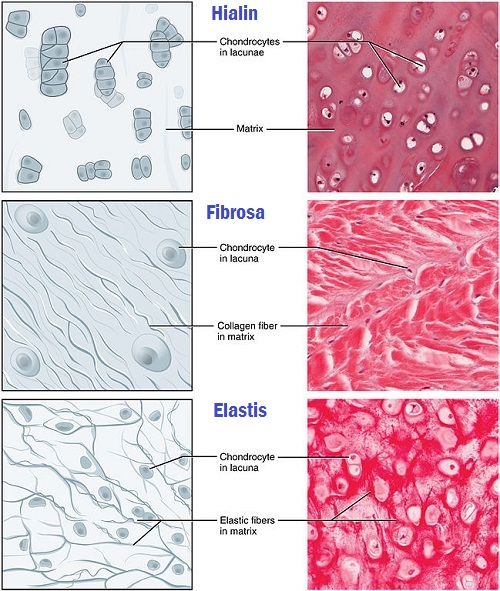 Hialin
Chondrocytes
in lacunae
Matrix
Fibrosa
Chondrocyte
in lacuna
Collagen fiber
in matrix
Elastis
Chondrocyte
in lacuna
Elastic fibers
in matrix